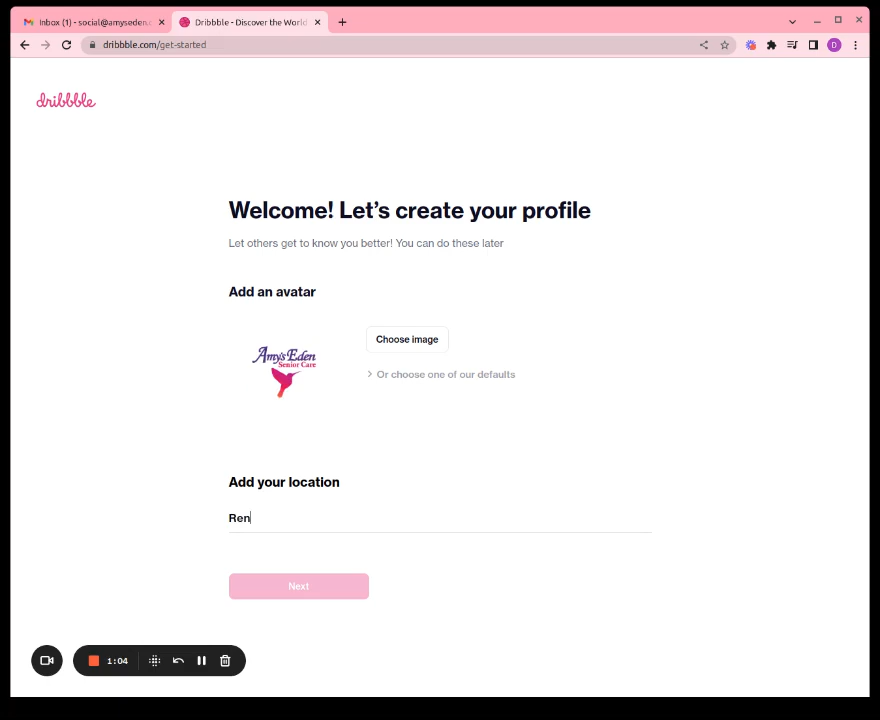 Inbox (1) - social@amyseden.c
Dribbble - Discover the World
dribbble.com/get-started
D
dribbble
Welcome! Let's create your profile
Let others get to know you better! You can do these later
Add an avatar
Amy's Eden
Senior Care
Choose image
Or choose one of our defaults
Add your location
Ren
Next
1:04